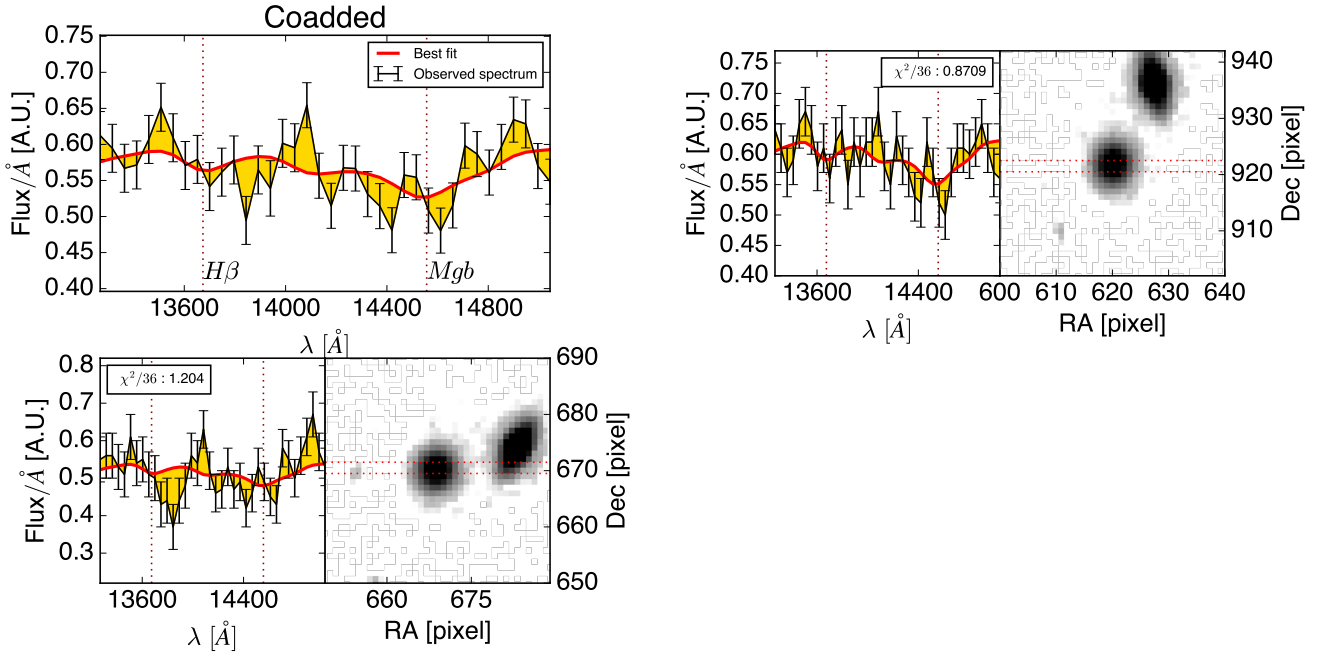 Coadded
0.75
0.70
0.65
0.60
0.55
0.50
0.45
0.40
Flux/Å [A.U.]
Best fit
Observed spectrum
Hβ
Mgb
13600 14000 14400 14800
λ [Å]
0.75
0.70
0.65
0.60
0.55
0.50
0.45
0.40
Flux/Å [A.U.]
χ²/36 : 0.8709
13600 14400
λ [Å]
940
930
920
910
Dec [pixel]
600 610 620 630 640
RA [pixel]
0.8
0.7
0.6
0.5
0.4
0.3
Flux/Å [A.U.]
χ²/36 : 1.204
13600 14400
λ [Å]
690
680
670
660
650
Dec [pixel]
660 675
RA [pixel]